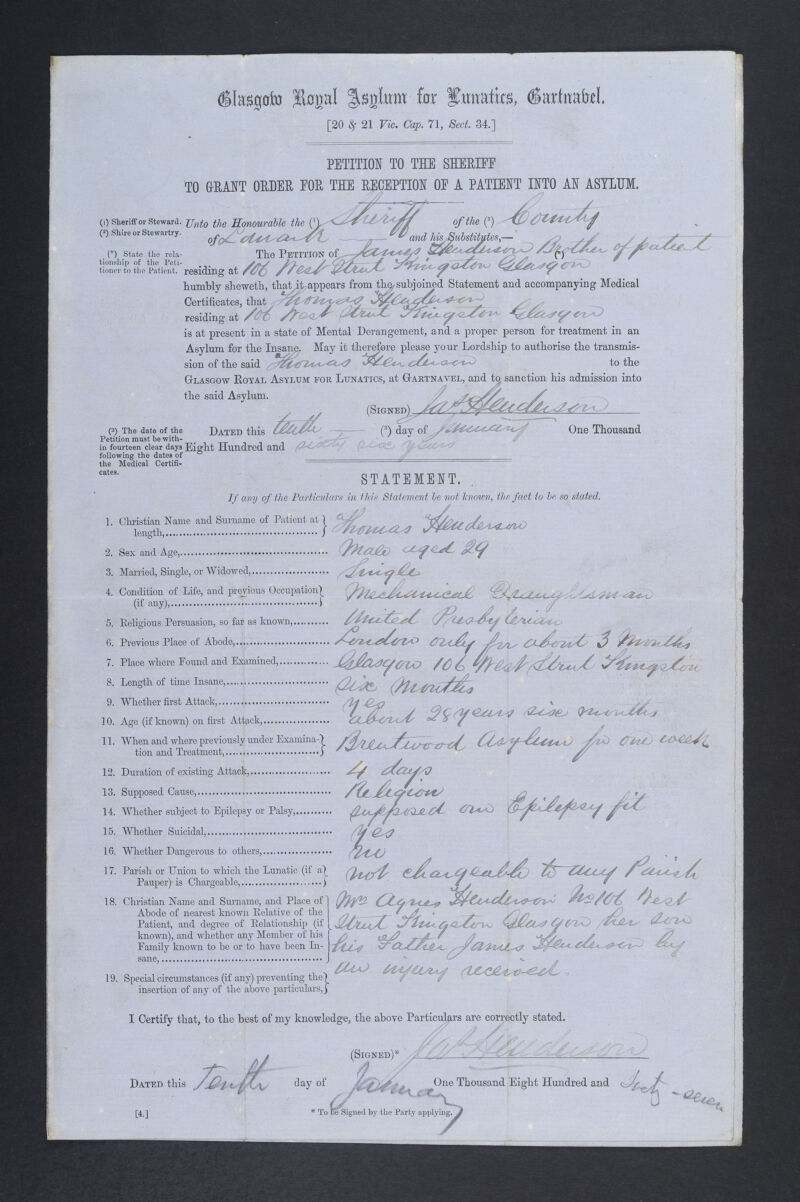 Glasgow Royal Asylum for Lunatics, Gartnabel.
[20 & 21 Vic. Cap. 71, Sect. 34.]
PETITION TO THE SHERIFF
TO GRANT ORDER FOR THE RECEPTION OF A PATIENT INTO AN ASYLUM.
(1) Sheriff or Steward. Unto the Honourable the (1) Sheriff of the (2) County
(2) Shire or Stewartry. of Lanark and his Substitutes,—
(*) State the relationship of the Petitioner to the Patient.
The PETITION of James Henderson (*) Brother of patient
residing at 106 West Street Kingston Glasgow
humbly sheweth, that it appears from the subjoined Statement and accompanying Medical
Certificates, that Thomas Henderson
residing at 106 West Street Kingston Glasgow
is at present in a state of Mental Derangement, and a proper person for treatment in an
Asylum for the Insane. May it therefore please your Lordship to authorise the transmis-
sion of the said Thomas Henderson to the
GLASGOW ROYAL ASYLUM FOR LUNATICS, at GARTNAVEL, and to sanction his admission into
the said Asylum.
(SIGNED) Jas Henderson
(3) The date of the
Petition must be with-
in fourteen clear days
following the dates of
the Medical Certifi-
cates.
DATED this tenth (3) day of January One Thousand
Eight Hundred and sixty six years
STATEMENT.
If any of the Particulars in this Statement be not known, the fact to be so stated.
1. Christian Name and Surname of Patient at
length, Thomas Henderson
2. Sex and Age, Male aged 29
3. Married, Single, or Widowed, Single
4. Condition of Life, and previous Occupation
(if any), Mechanical Draughtsman
5. Religious Persuasion, so far as known, United Presbyterian
6. Previous Place of Abode, London only for about 3 Months
7. Place where Found and Examined, Glasgow 106 West Street Kingston
8. Length of time Insane, Six Months
9. Whether first Attack, yes
10. Age (if known) on first Attack, about 28 years six months
11. When and where previously under Examina-
tion and Treatment, Brentwood Asylum for one week
12. Duration of existing Attack, 4 days
13. Supposed Cause, Religion
14. Whether subject to Epilepsy or Palsy, supposed one Epilepsy fit
15. Whether Suicidal, yes
16. Whether Dangerous to others, no
17. Parish or Union to which the Lunatic (if a
Pauper) is Chargeable, not chargeable to any Parish
18. Christian Name and Surname, and Place of
Abode of nearest known Relative of the
Patient, and degree of Relationship (if
known), and whether any Member of his
Family known to be or to have been In-
sane,
Mrs Agnes Henderson No 106 West
Street Kingston Glasgow her son
his Father James Henderson by
an injury received.
19. Special circumstances (if any) preventing the
insertion of any of the above particulars,
I Certify that, to the best of my knowledge, the above Particulars are correctly stated.
(SIGNED)* Jas Henderson
DATED this Tenth day of January One Thousand Eight Hundred and Sixty-seven
[4.]
* To be Signed by the Party applying.